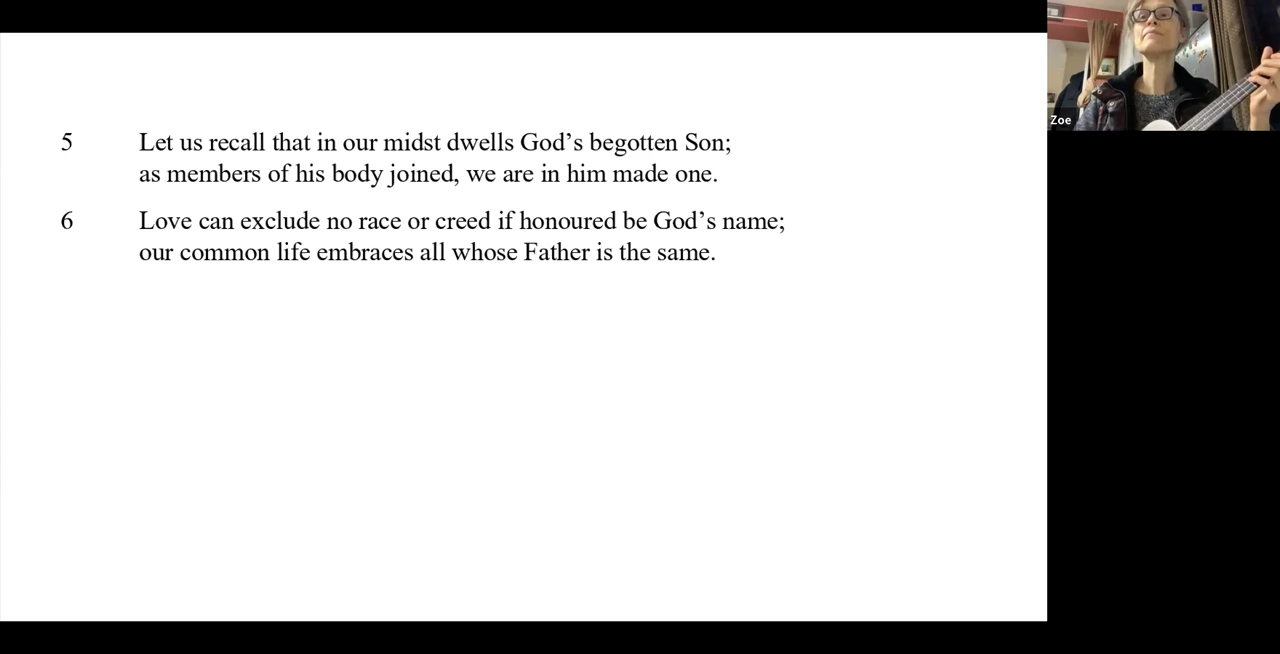 5 Let us recall that in our midst dwells God’s begotten Son;
as members of his body joined, we are in him made one.
6 Love can exclude no race or creed if honoured be God’s name;
our common life embraces all whose Father is the same.
Zoe